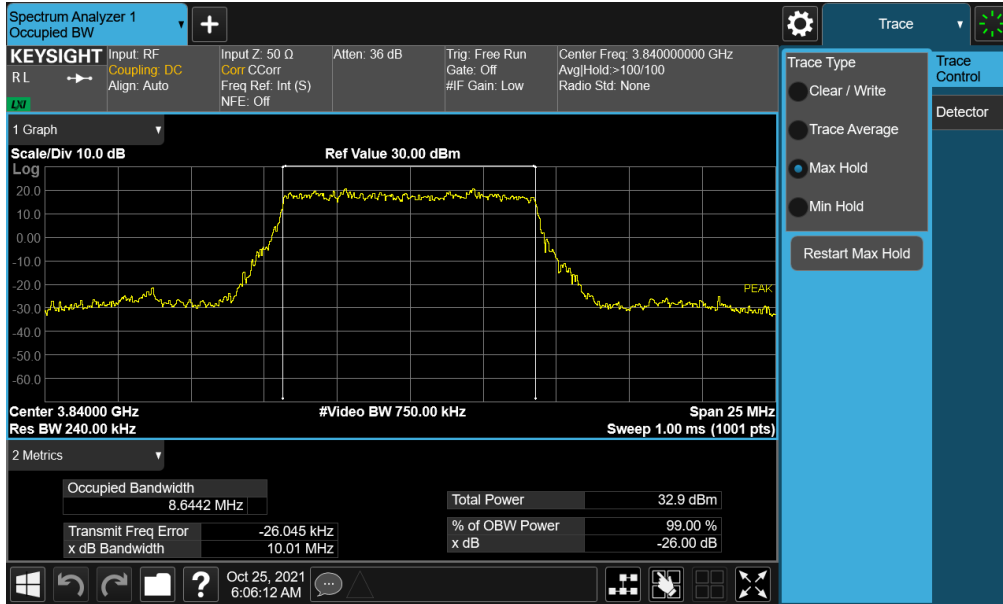 Spectrum Analyzer 1
Occupied BW
Trace
KEYSIGHT
R L
LXI
Input: RF
Coupling: DC
Align: Auto
Input Z: 50 Ω
Corr CCorr
Freq Ref: Int (S)
NFE: Off
Atten: 36 dB
Trig: Free Run
Gate: Off
#IF Gain: Low
Center Freq: 3.840000000 GHz
Avg|Hold:>100/100
Radio Std: None
1 Graph
Scale/Div 10.0 dB
Ref Value 30.00 dBm
Log
20.0
10.0
0.00
-10.0
-20.0
-30.0
-40.0
-50.0
-60.0
PEAK
Center 3.84000 GHz
#Video BW 750.00 kHz
Span 25 MHz
Res BW 240.00 kHz
Sweep 1.00 ms (1001 pts)
2 Metrics
Occupied Bandwidth
8.6442 MHz
Transmit Freq Error
-26.045 kHz
x dB Bandwidth
10.01 MHz
Total Power
32.9 dBm
% of OBW Power
99.00 %
x dB
-26.00 dB
Oct 25, 2021
6:06:12 AM
Trace Type
Clear / Write
Trace Average
Max Hold
Min Hold
Restart Max Hold
Trace
Control
Detector